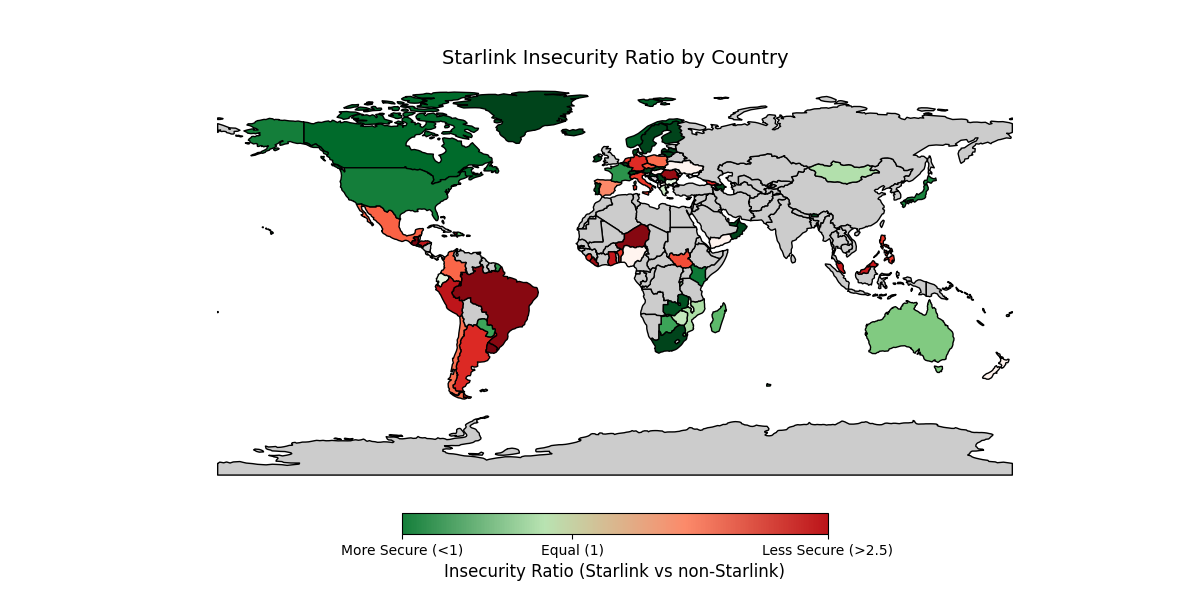 Starlink Insecurity Ratio by Country
More Secure (<1)
Equal (1)
Less Secure (>2.5)
Insecurity Ratio (Starlink vs non-Starlink)